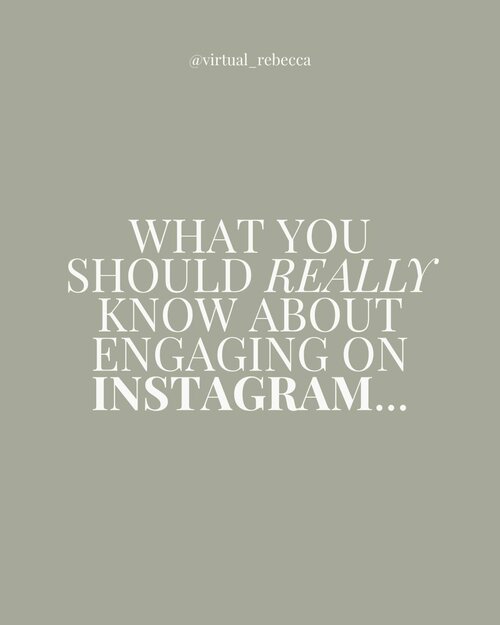 @virtual_rebecca
WHAT YOU
SHOULD REALLY
KNOW ABOUT
ENGAGING ON
INSTAGRAM...